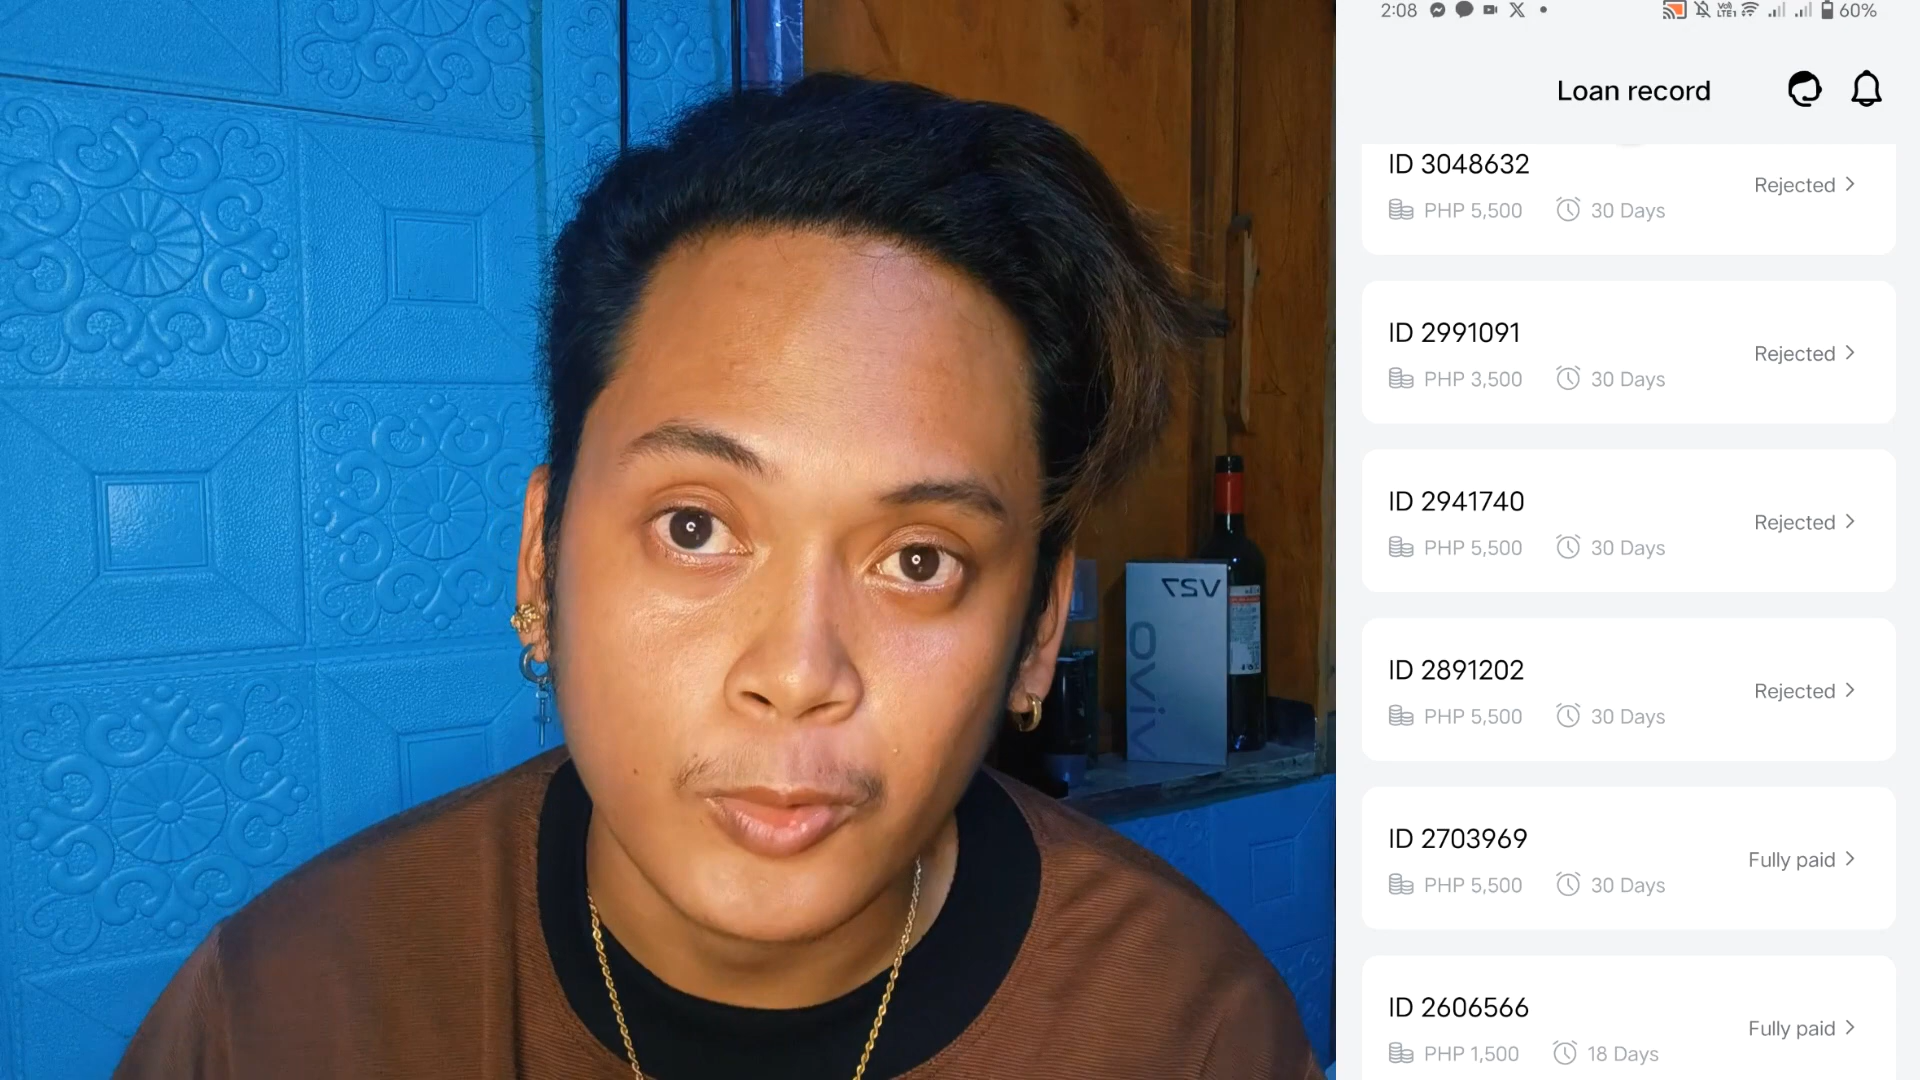 2:08
VoLTE1
60%
Loan record
ID 3048632
PHP 5,500 30 Days
Rejected
ID 2991091
PHP 3,500 30 Days
Rejected
ID 2941740
PHP 5,500 30 Days
Rejected
ID 2891202
PHP 5,500 30 Days
Rejected
ID 2703969
PHP 5,500 30 Days
Fully paid
ID 2606566
PHP 1,500 18 Days
Fully paid
V27
vivo